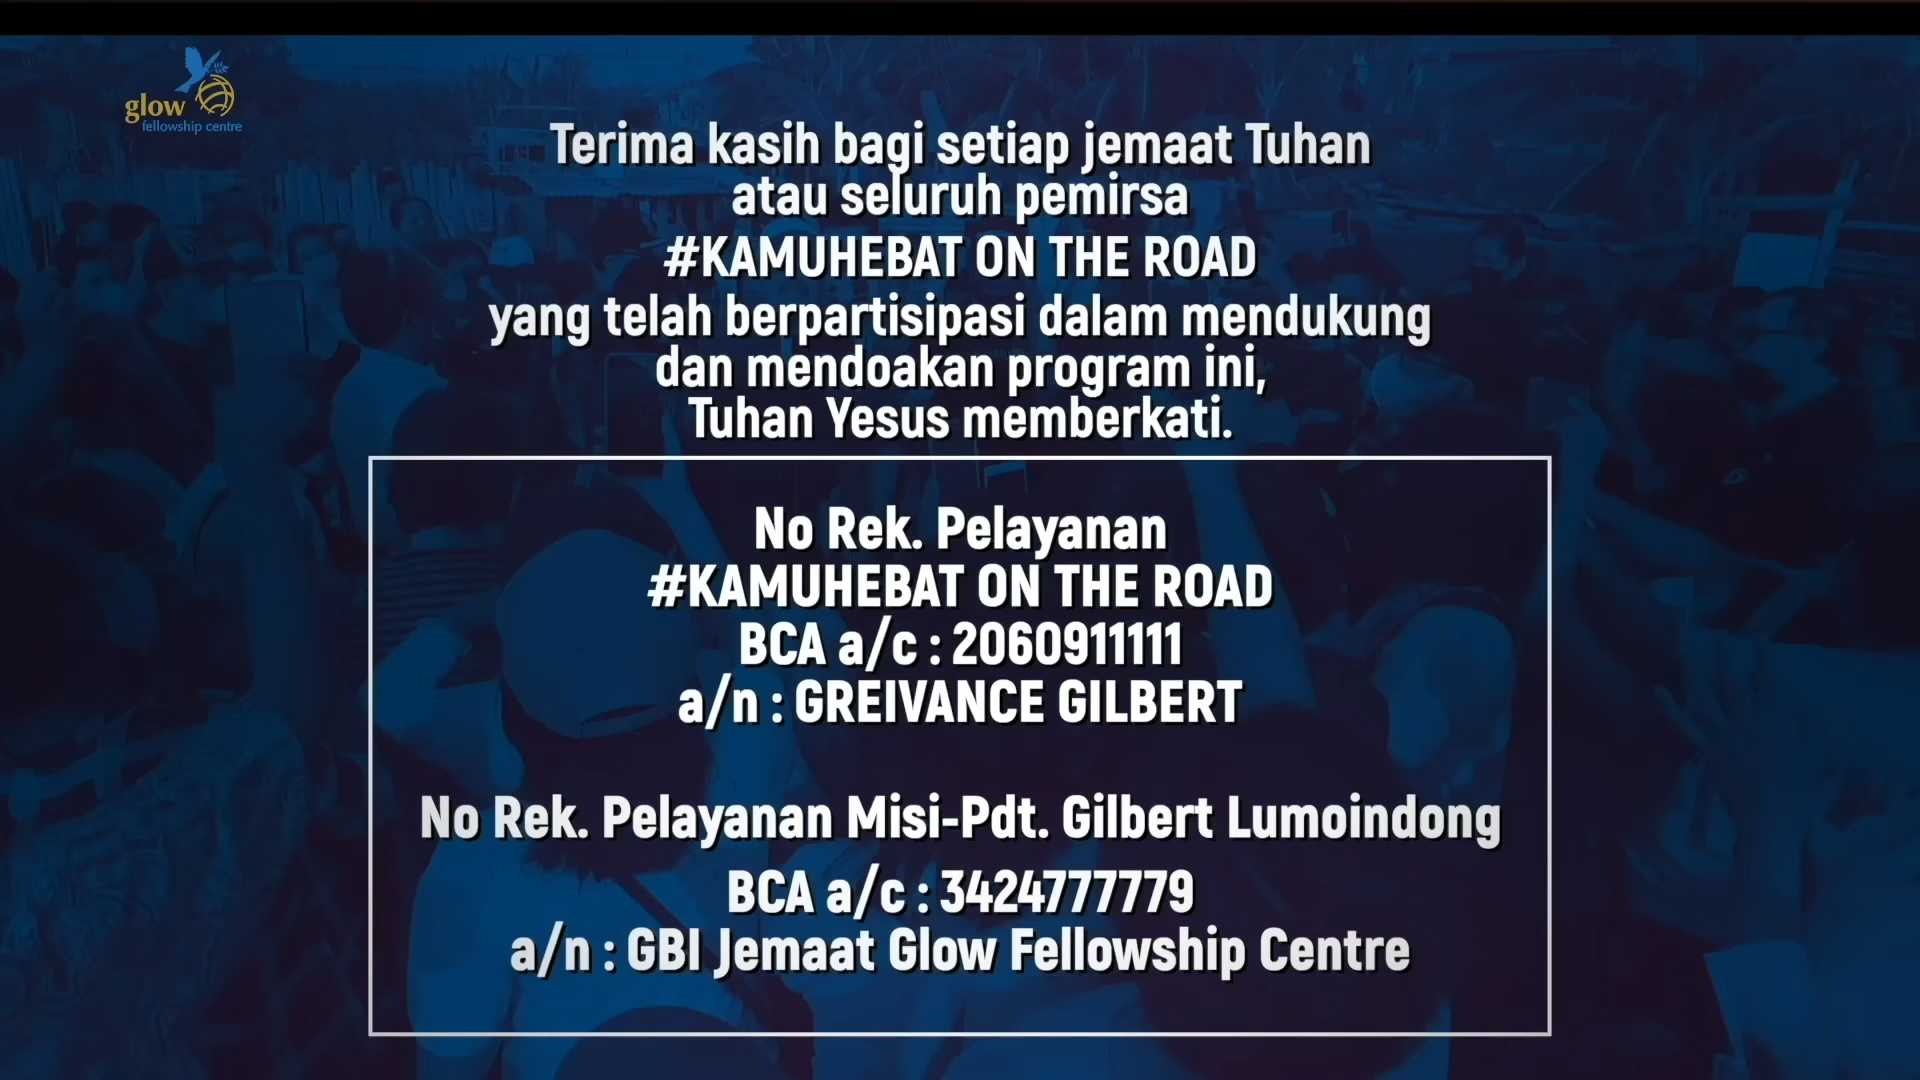 glow
fellowship centre
Terima kasih bagi setiap jemaat Tuhan
atau seluruh pemirsa
#KAMUHEBAT ON THE ROAD
yang telah berpartisipasi dalam mendukung
dan mendoakan program ini,
Tuhan Yesus memberkati.
No Rek. Pelayanan
#KAMUHEBAT ON THE ROAD
BCA a/c : 2060911111
a/n : GREIVANCE GILBERT
No Rek. Pelayanan Misi-Pdt. Gilbert Lumoindong
BCA a/c : 3424777779
a/n : GBI Jemaat Glow Fellowship Centre